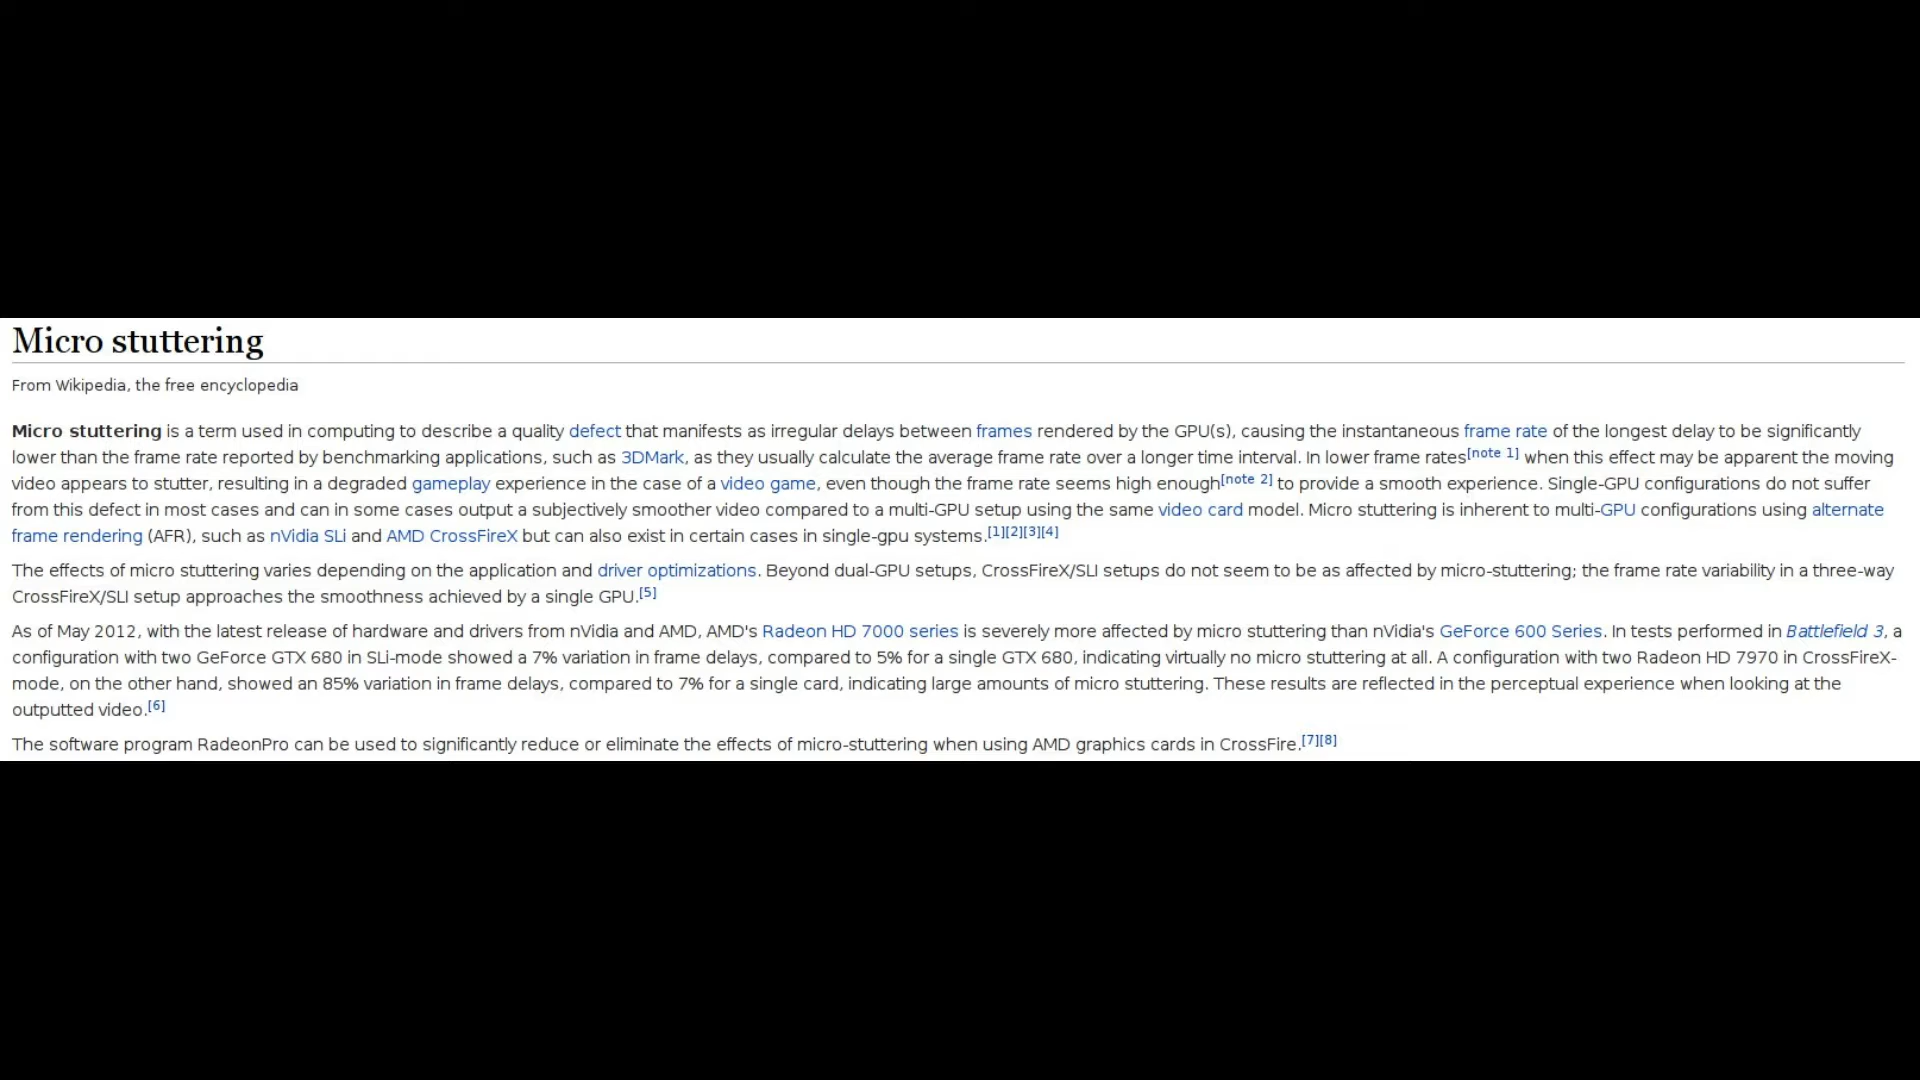 Micro stuttering
From Wikipedia, the free encyclopedia
Micro stuttering is a term used in computing to describe a quality defect that manifests as irregular delays between frames rendered by the GPU(s), causing the instantaneous frame rate of the longest delay to be significantly
lower than the frame rate reported by benchmarking applications, such as 3DMark, as they usually calculate the average frame rate over a longer time interval. In lower frame rates[note 1] when this effect may be apparent the moving
video appears to stutter, resulting in a degraded gameplay experience in the case of a video game, even though the frame rate seems high enough[note 2] to provide a smooth experience. Single-GPU configurations do not suffer
from this defect in most cases and can in some cases output a subjectively smoother video compared to a multi-GPU setup using the same video card model. Micro stuttering is inherent to multi-GPU configurations using alternate
frame rendering (AFR), such as nVidia SLi and AMD CrossFireX but can also exist in certain cases in single-gpu systems.[1][2][3][4]
The effects of micro stuttering varies depending on the application and driver optimizations. Beyond dual-GPU setups, CrossFireX/SLI setups do not seem to be as affected by micro-stuttering; the frame rate variability in a three-way
CrossFireX/SLI setup approaches the smoothness achieved by a single GPU.[5]
As of May 2012, with the latest release of hardware and drivers from nVidia and AMD, AMD's Radeon HD 7000 series is severely more affected by micro stuttering than nVidia's GeForce 600 Series. In tests performed in Battlefield 3, a
configuration with two GeForce GTX 680 in SLi-mode showed a 7% variation in frame delays, compared to 5% for a single GTX 680, indicating virtually no micro stuttering at all. A configuration with two Radeon HD 7970 in CrossFireX-
mode, on the other hand, showed an 85% variation in frame delays, compared to 7% for a single card, indicating large amounts of micro stuttering. These results are reflected in the perceptual experience when looking at the
outputted video.[6]
The software program RadeonPro can be used to significantly reduce or eliminate the effects of micro-stuttering when using AMD graphics cards in CrossFire.[7][8]